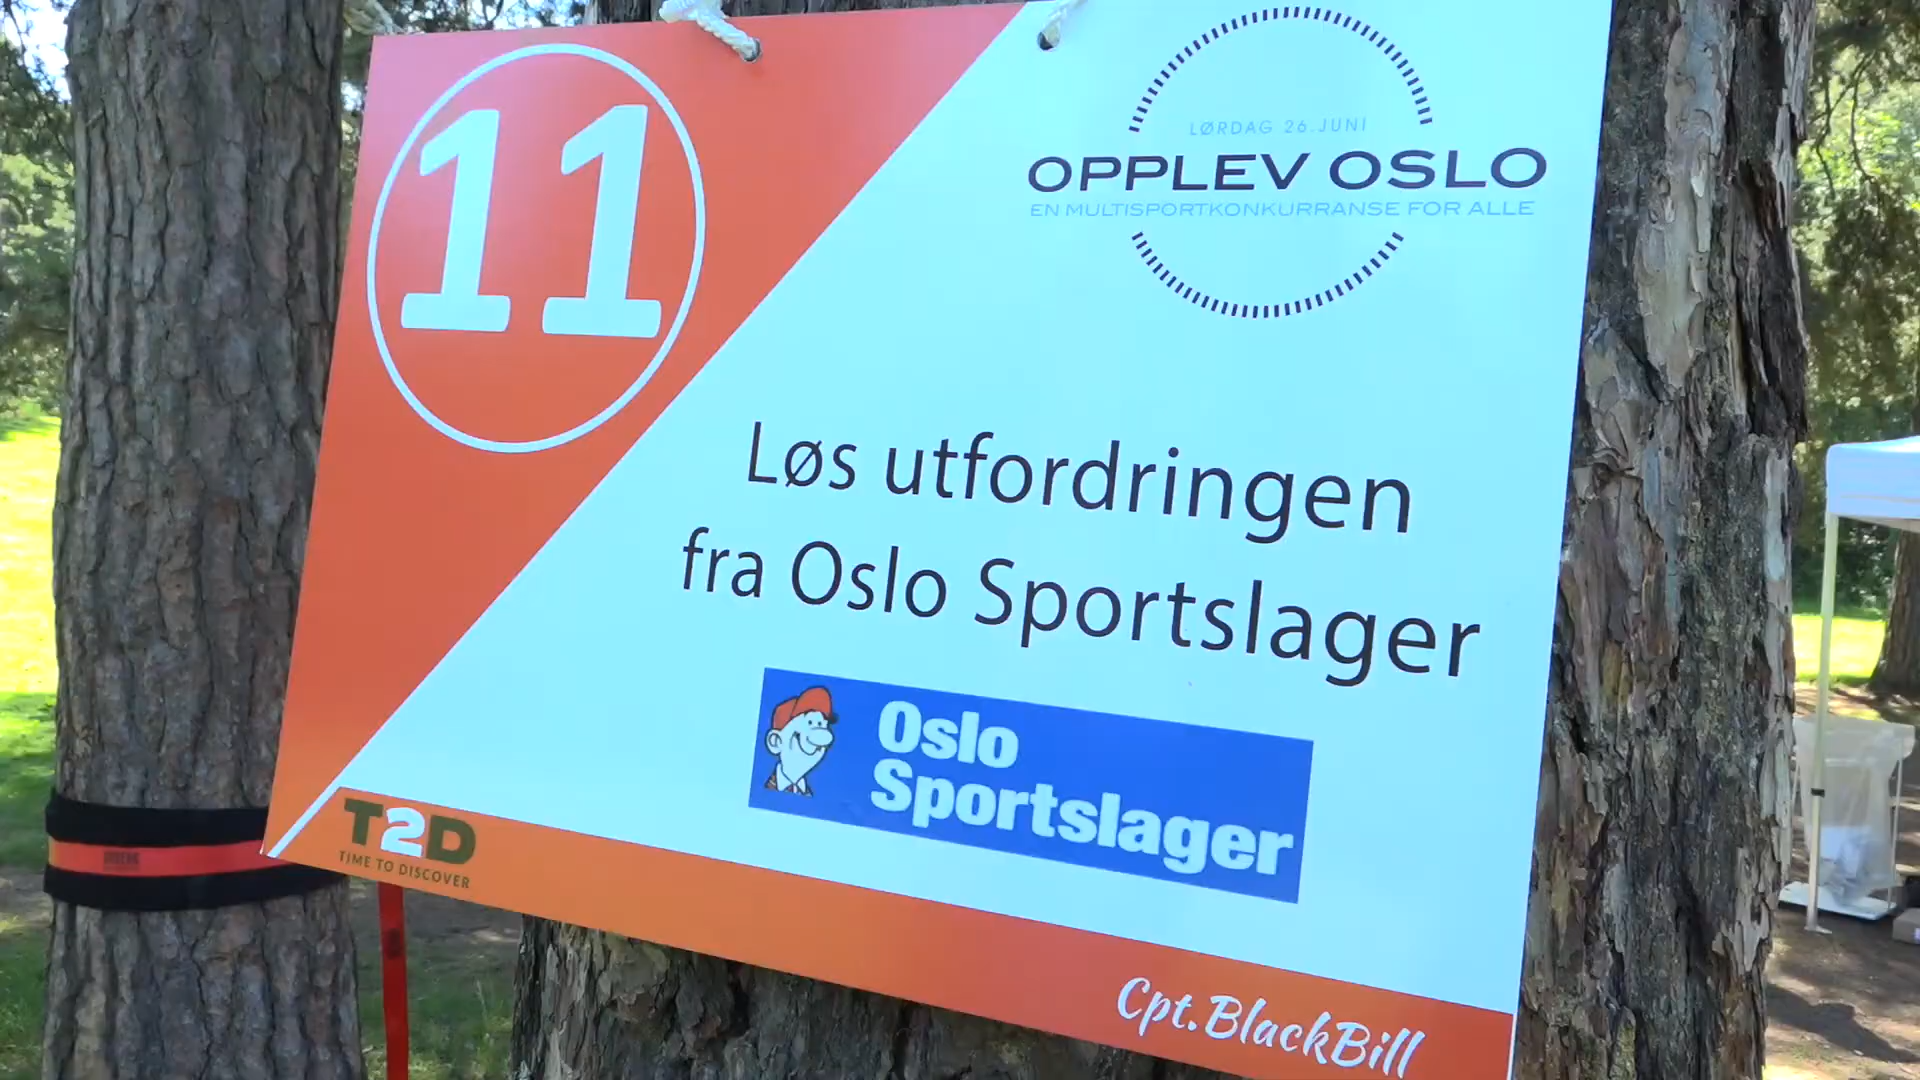 11
LØRDAG 26.JUNI
OPPLEV OSLO
EN MULTISPORTKONKURRANSE FOR ALLE
Løs utfordringen
fra Oslo Sportslager
Oslo
Sportslager
T2D
TIME TO DISCOVER
Cpt.BlackBill